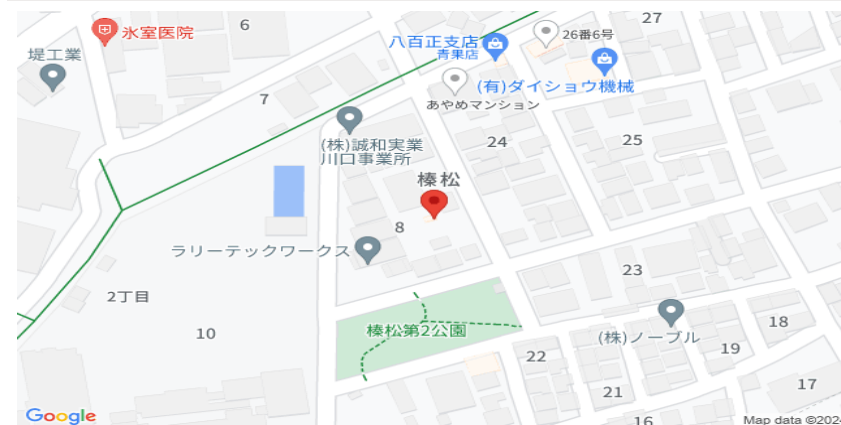 氷室医院
6
27
堤工業
八百正支店
青果店
26番6号
(有)ダイショウ機械
7
あやめマンション
(株)誠和実業
川口事業所
24
25
榛松
8
ラリーテックワークス
23
2丁目
10
榛松第2公園
(株)ノーブル
18
19
22
17
21
16
Google
Map data ©2024